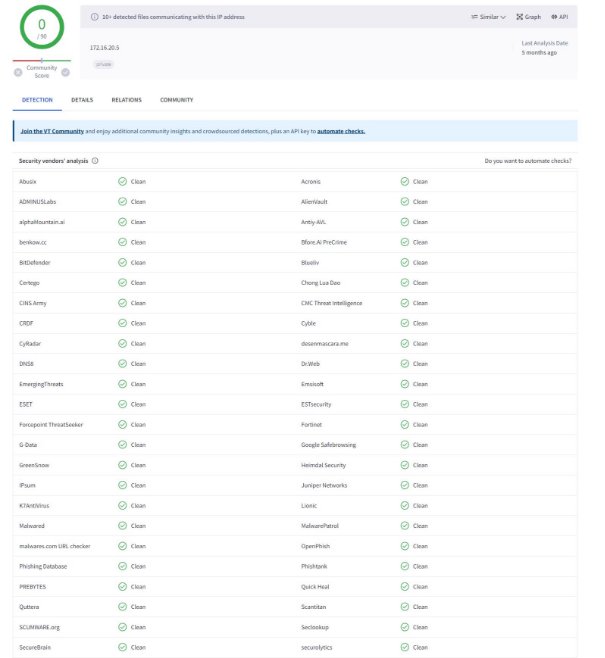 0
/ 90
Community
Score
10+ detected files communicating with this IP address
Similar
Graph
API
172.16.20.5
private
Last Analysis Date
5 months ago
DETECTION DETAILS RELATIONS COMMUNITY
Join the VT Community and enjoy additional community insights and crowdsourced detections, plus an API key to automate checks.
Security vendors' analysis Do you want to automate checks?
Abusix Clean Acronis Clean
ADMINUSLabs Clean AlienVault Clean
alphaMountain.ai Clean Antiy-AVL Clean
benkow.cc Clean Bfore.Ai PreCrime Clean
BitDefender Clean Blueliv Clean
Certego Clean Chong Lua Dao Clean
CINS Army Clean CMC Threat Intelligence Clean
CRDF Clean Cyble Clean
CyRadar Clean desenmascara.me Clean
DNS8 Clean Dr.Web Clean
EmergingThreats Clean Emsisoft Clean
ESET Clean ESTsecurity Clean
Forcepoint ThreatSeeker Clean Fortinet Clean
G-Data Clean Google Safebrowsing Clean
GreenSnow Clean Heimdal Security Clean
IPsum Clean Juniper Networks Clean
K7AntiVirus Clean Lionic Clean
Malwared Clean MalwarePatrol Clean
malwares.com URL checker Clean OpenPhish Clean
Phishing Database Clean Phishtank Clean
PREBYTES Clean Quick Heal Clean
Quttera Clean Scantitan Clean
SCUMWARE.org Clean Seclookup Clean
SecureBrain Clean securolytics Clean